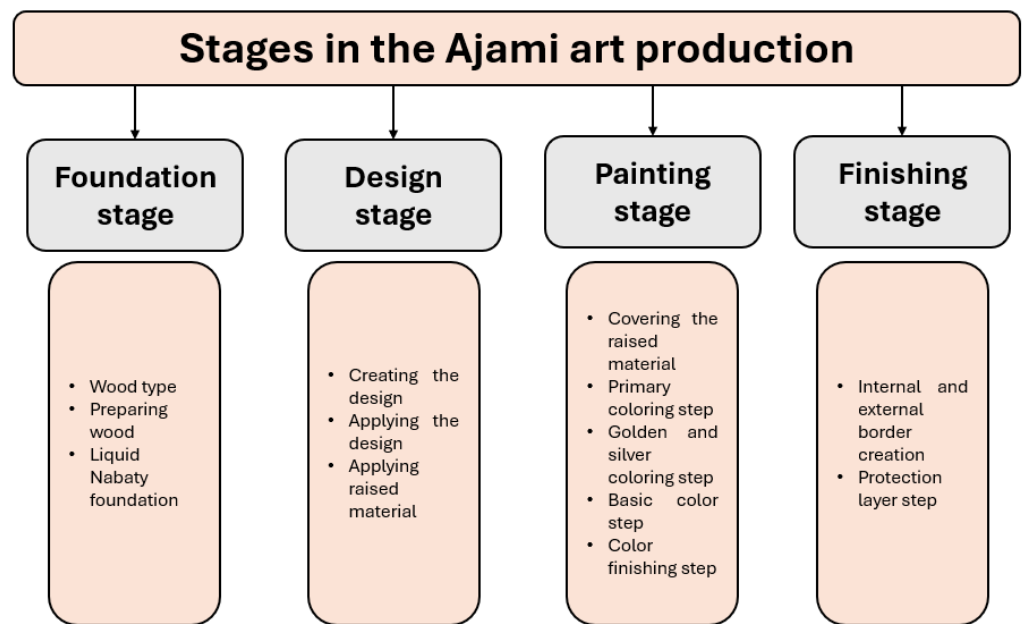 Stages in the Ajami art production
Foundation
stage
Design
stage
Painting
stage
Finishing
stage
• Wood type
• Preparing
wood
• Liquid
Nabaty
foundation
• Creating the
design
• Applying the
design
• Applying
raised
material
• Covering the
raised
material
• Primary
coloring step
• Golden and
silver
coloring step
• Basic color
step
• Color
finishing step
• Internal and
external
border
creation
• Protection
layer step